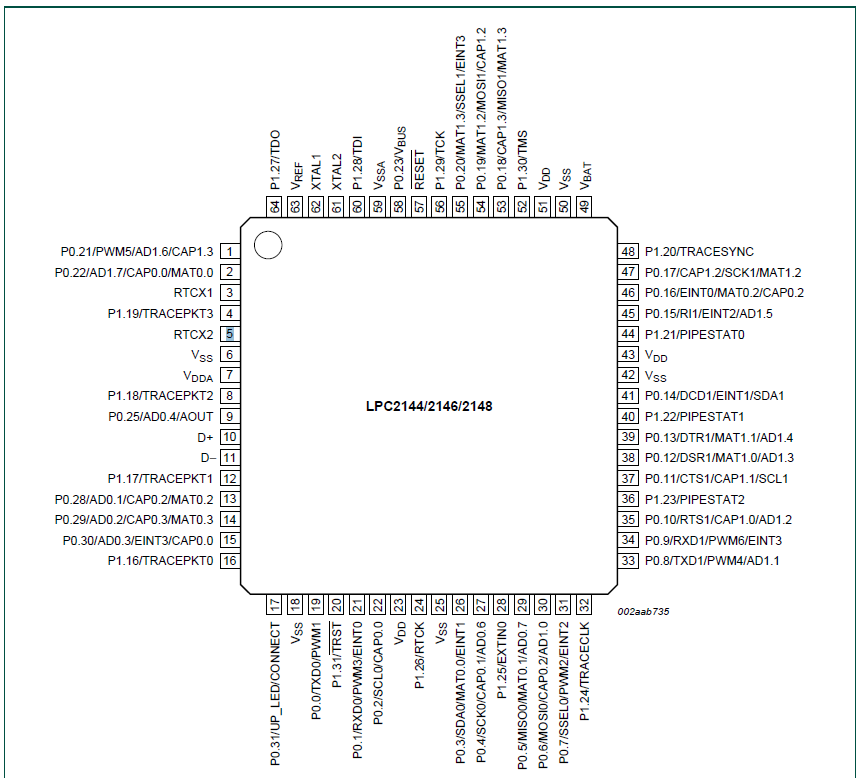 P1.27/TDO
VREF
XTAL1
XTAL2
P1.28/TDI
VSSA
P0.23/VBUS
RESET
P1.29/TCK
P0.20/MAT1.3/SSEL1/EINT3
P0.19/MAT1.2/MOSI1/CAP1.2
P0.18/CAP1.3/MISO1/MAT1.3
P1.30/TMS
VDD
VSS
VBAT
64 63 62 61 60 59 58 57 56 55 54 53 52 51 50 49
P0.21/PWM5/AD1.6/CAP1.3 1
P0.22/AD1.7/CAP0.0/MAT0.0 2
RTCX1 3
P1.19/TRACEPKT3 4
RTCX2 5
VSS 6
VDDA 7
P1.18/TRACEPKT2 8
P0.25/AD0.4/AOUT 9
D+ 10
D− 11
P1.17/TRACEPKT1 12
P0.28/AD0.1/CAP0.2/MAT0.2 13
P0.29/AD0.2/CAP0.3/MAT0.3 14
P0.30/AD0.3/EINT3/CAP0.0 15
P1.16/TRACEPKT0 16
LPC2144/2146/2148
48 P1.20/TRACESYNC
47 P0.17/CAP1.2/SCK1/MAT1.2
46 P0.16/EINT0/MAT0.2/CAP0.2
45 P0.15/RI1/EINT2/AD1.5
44 P1.21/PIPESTAT0
43 VDD
42 VSS
41 P0.14/DCD1/EINT1/SDA1
40 P1.22/PIPESTAT1
39 P0.13/DTR1/MAT1.1/AD1.4
38 P0.12/DSR1/MAT1.0/AD1.3
37 P0.11/CTS1/CAP1.1/SCL1
36 P1.23/PIPESTAT2
35 P0.10/RTS1/CAP1.0/AD1.2
34 P0.9/RXD1/PWM6/EINT3
33 P0.8/TXD1/PWM4/AD1.1
17 18 19 20 21 22 23 24 25 26 27 28 29 30 31 32
P0.31/UP_LED/CONNECT
VSS
P0.0/TXD0/PWM1
P1.31/TRST
P0.1/RXD0/PWM3/EINT0
P0.2/SCL0/CAP0.0
VDD
P1.26/RTCK
VSS
P0.3/SDA0/MAT0.0/EINT1
P0.4/SCK0/CAP0.1/AD0.6
P1.25/EXTIN0
P0.5/MISO0/MAT0.1/AD0.7
P0.6/MOSI0/CAP0.2/AD1.0
P0.7/SSEL0/PWM2/EINT2
P1.24/TRACECLK
002aab735